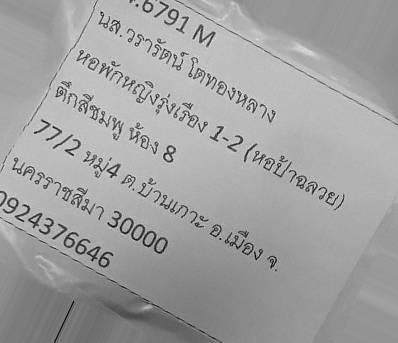 .6791 M
นส.วรารัตน์ โตทองหลาง
หอพักหญิงรุ่งเรือง 1-2 (หอป้าฉลวย)
ตึกสีชมพู ห้อง 8
77/2 หมู่4 ต.บ้านเกาะ อ.เมือง จ.
นครราชสีมา 30000
0924376646